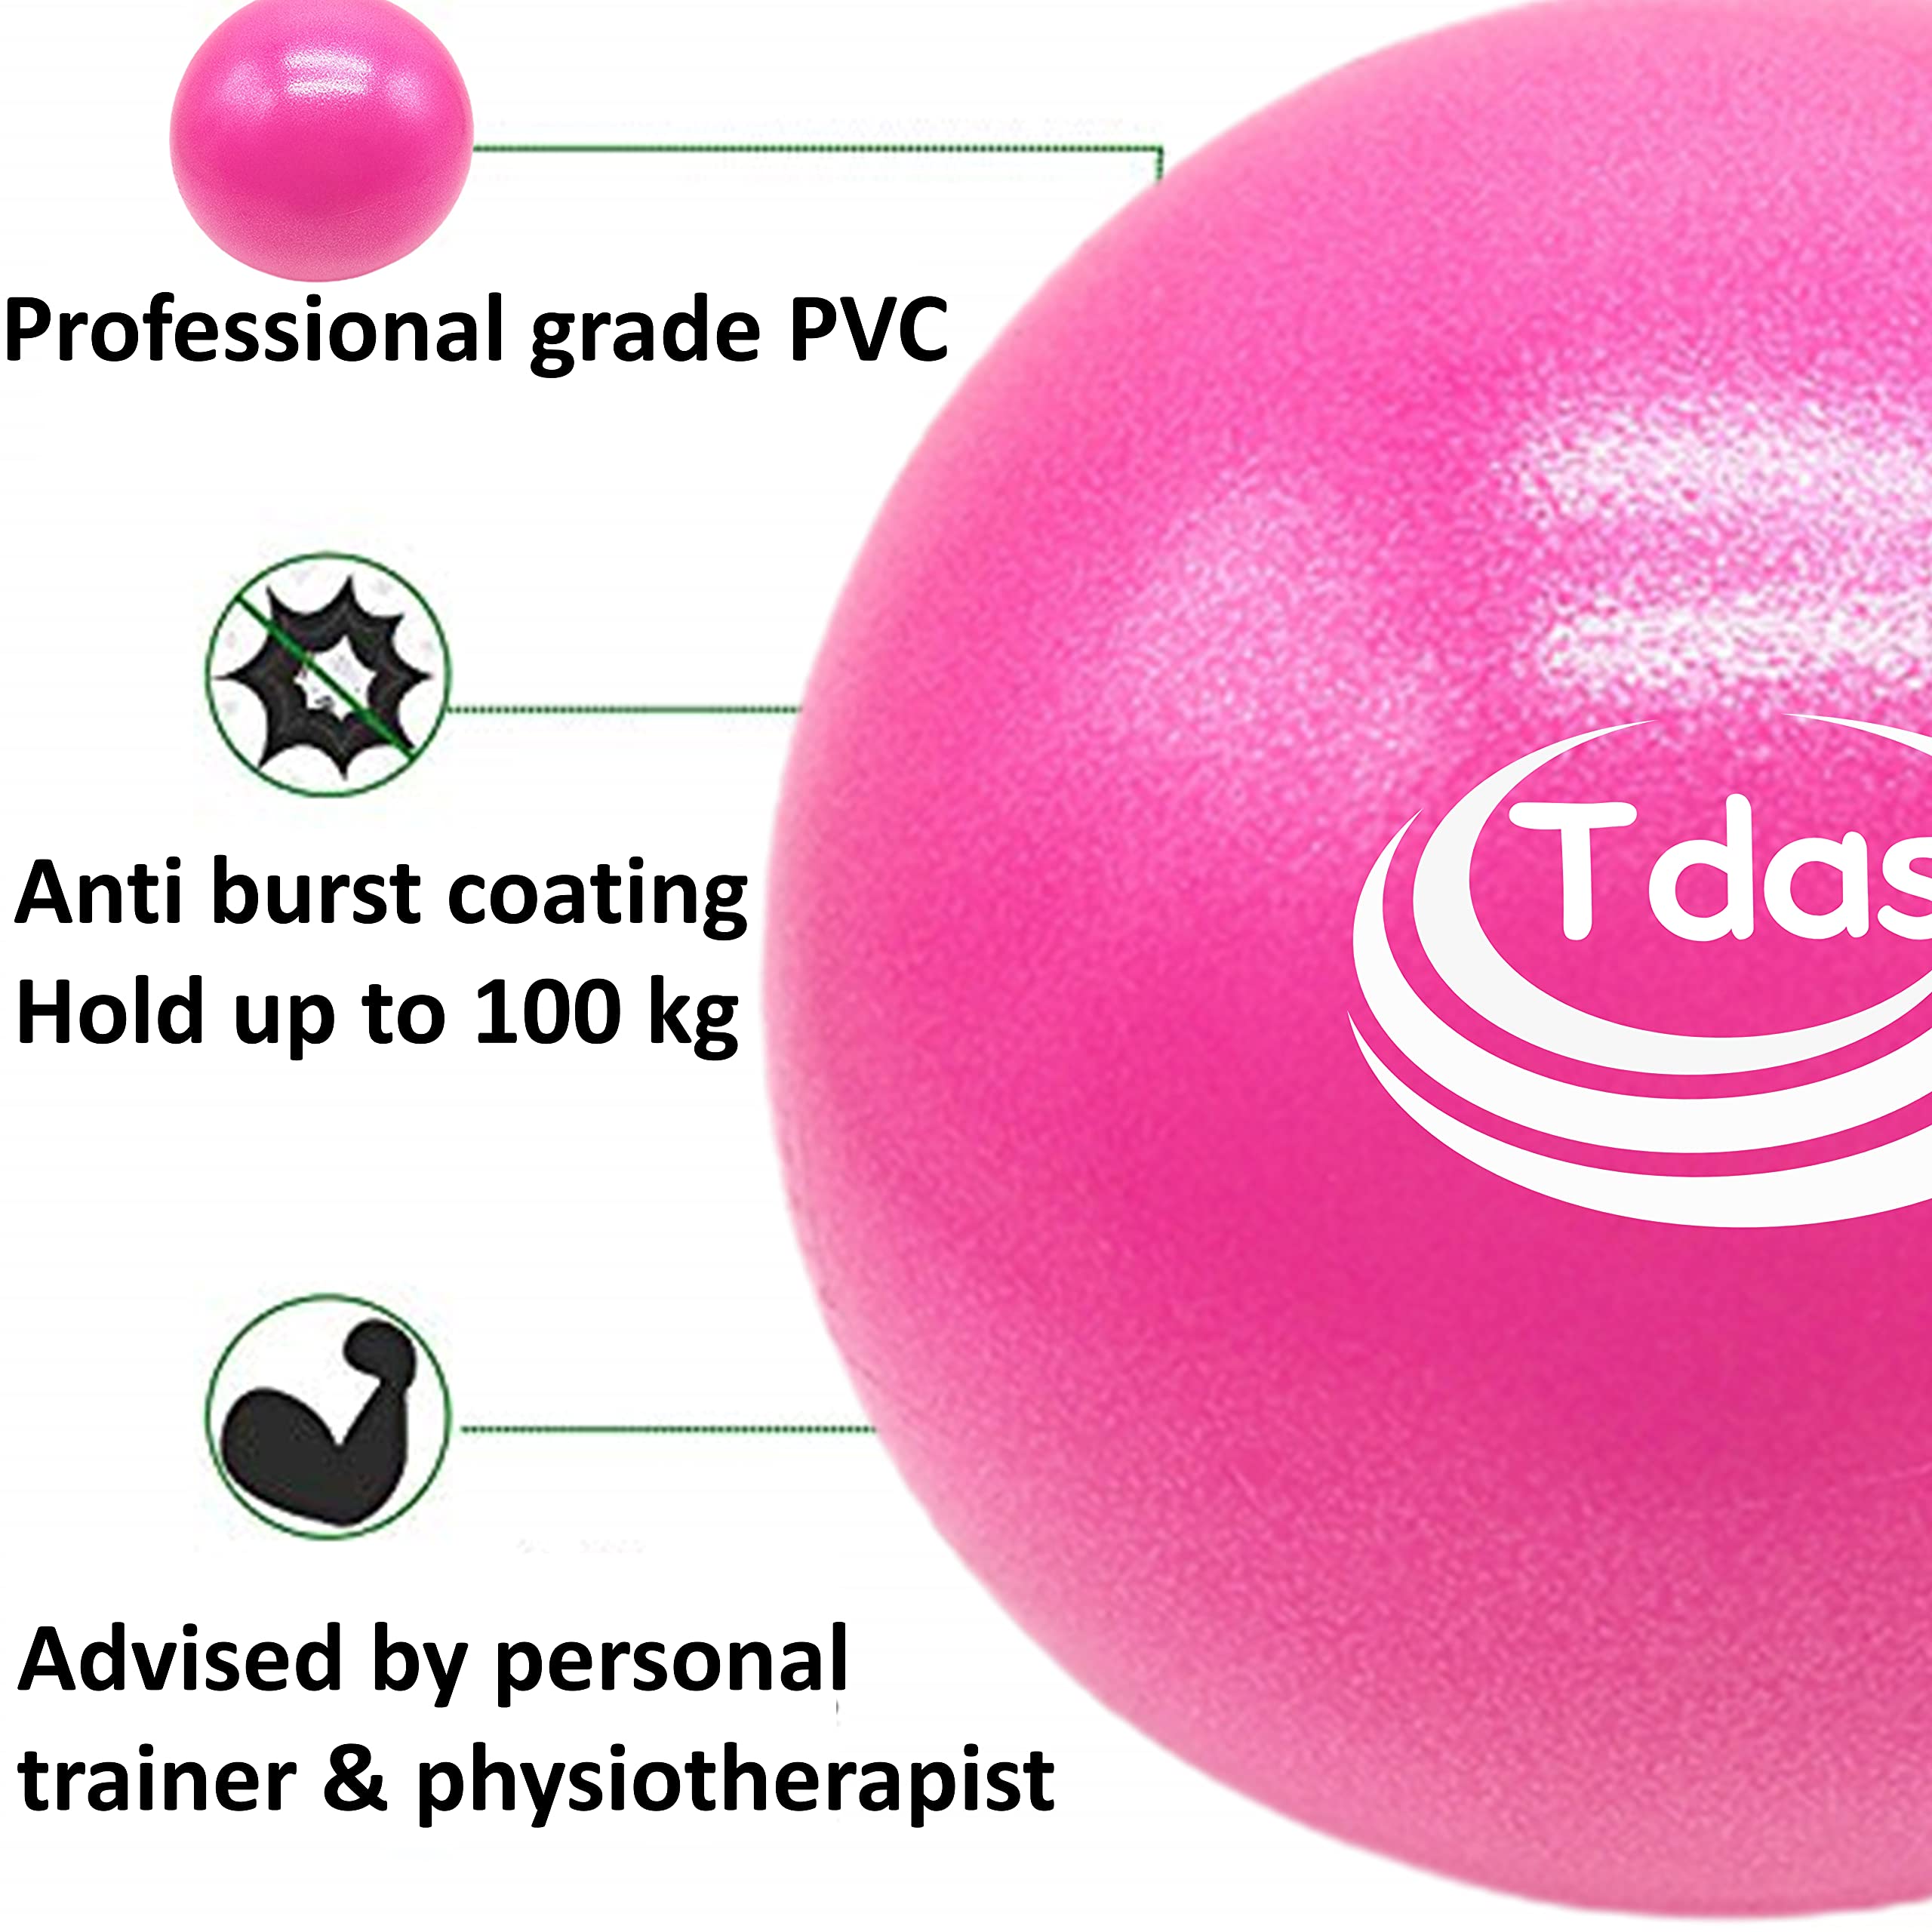 Professional grade PVC
Anti burst coating
Hold up to 100 kg
Tdas
Advised by personal
trainer & physiotherapist